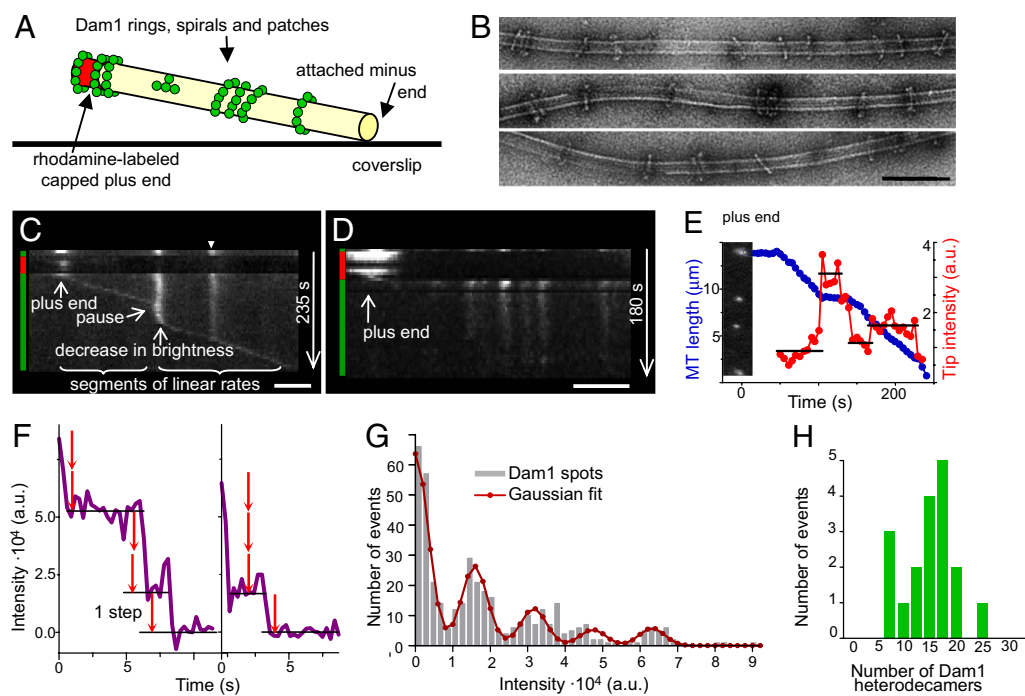 A
Dam1 rings, spirals and patches
attached minus
end
rhodamine-labeled
capped plus end
coverslip
B
C
plus end
pause
decrease in brightness
segments of linear rates
235 s
D
plus end
180 s
E
plus end
MT length (μm)
10
5
0
0
200
Time (s)
4
3
2
1
0
Tip intensity (a.u.)
F
Intensity ·10⁴ (a.u.)
5.0
2.5
0.0
1 step
0
5
0
5
Time (s)
G
Number of events
60
50
40
30
20
10
0
Dam1 spots
Gaussian fit
0 1 2 3 4 5 6 7 8 9
Intensity ·10⁴ (a.u.)
H
Number of events
5
4
3
2
1
0
0 5 10 15 20 25 30
Number of Dam1
heterodecamers